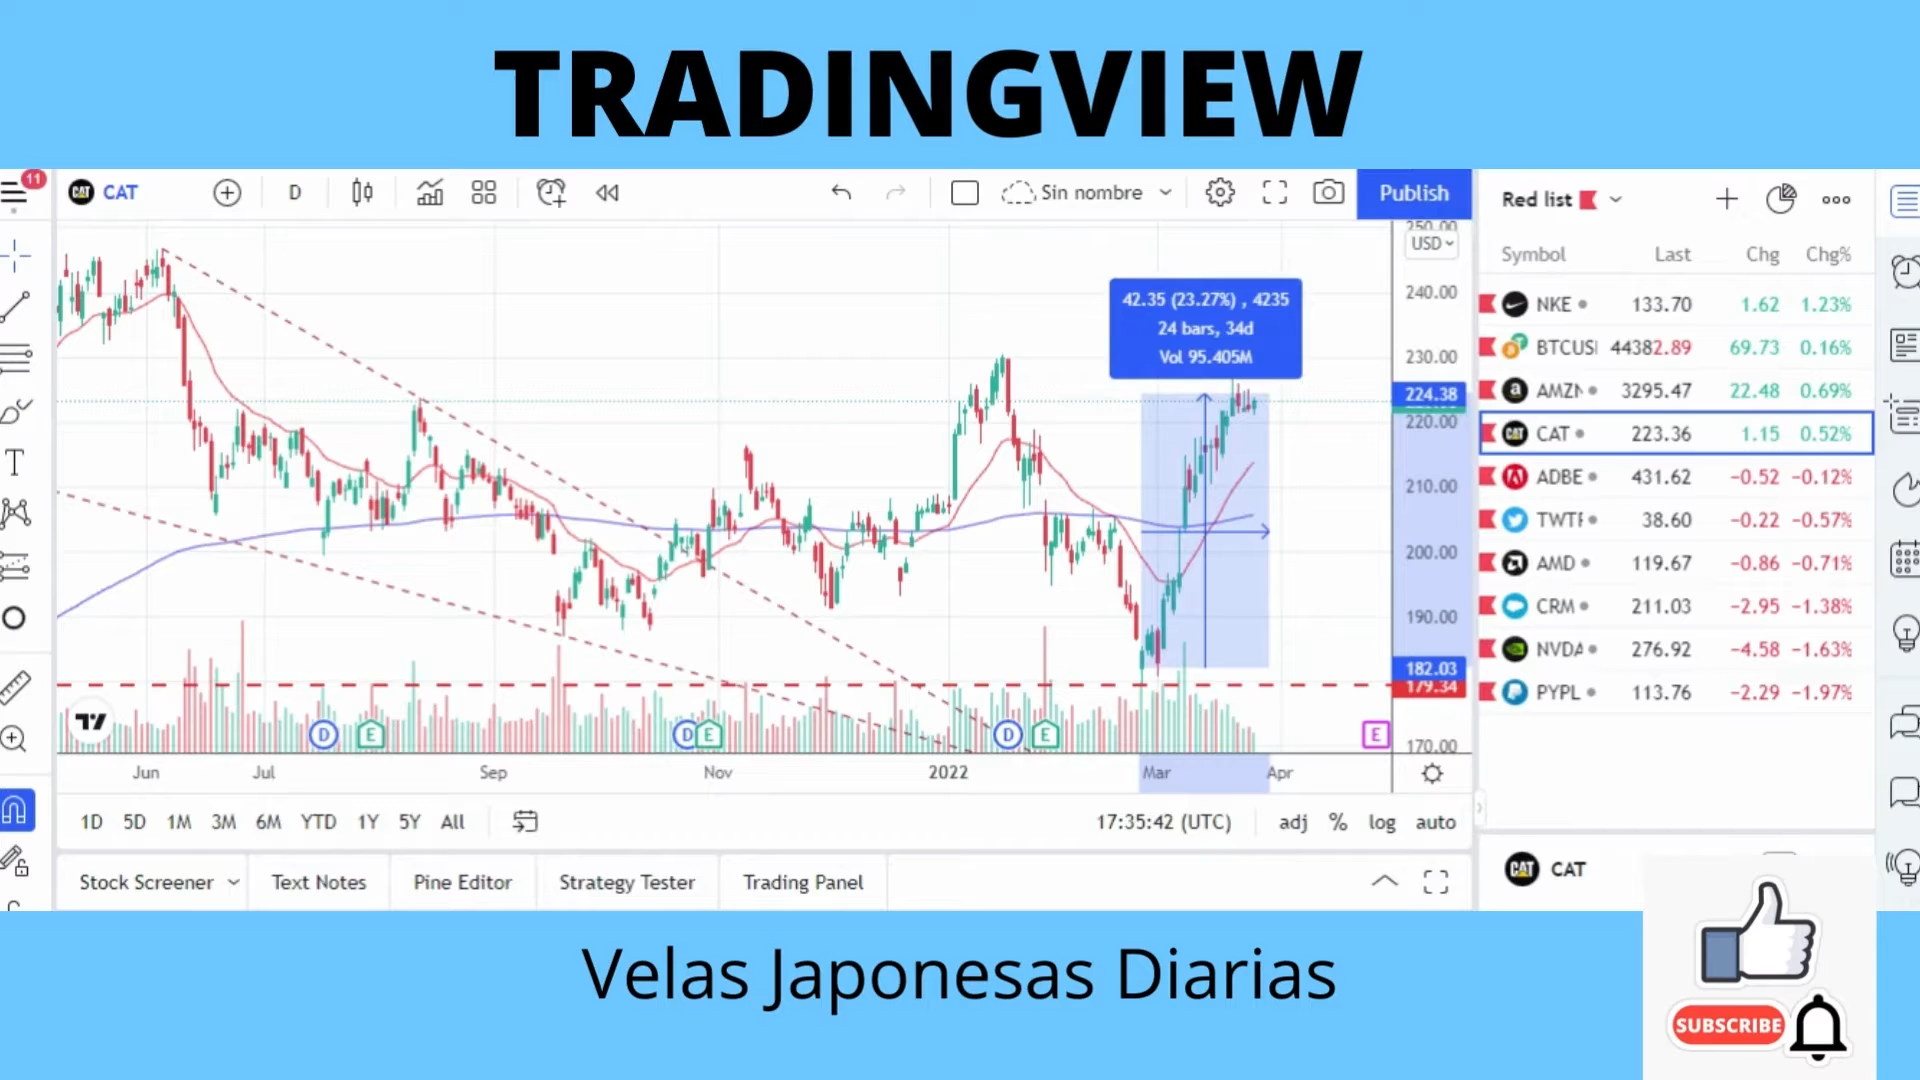 TRADINGVIEW
11
CAT CAT
D
Sin nombre
Publish
Red list
Symbol Last Chg Chg%
NKE 133.70 1.62 1.23%
BTCUSI 44382.89 69.73 0.16%
AMZN 3295.47 22.48 0.69%
CAT CAT 223.36 1.15 0.52%
ADBE 431.62 −0.52 −0.12%
TWTR 38.60 −0.22 −0.57%
AMD 119.67 −0.86 −0.71%
CRM 211.03 −2.95 −1.38%
NVDA 276.92 −4.58 −1.63%
PYPL 113.76 −2.29 −1.97%
250.00
USD
240.00
230.00
224.38
220.00
210.00
200.00
190.00
182.03
179.34
170.00
42.35 (23.27%) , 4235
24 bars, 34d
Vol 95.405M
T
D E D E D E E
Jun Jul Sep Nov 2022 Mar Apr
1D 5D 1M 3M 6M YTD 1Y 5Y All
17:35:42 (UTC) adj % log auto
Stock Screener Text Notes Pine Editor Strategy Tester Trading Panel
CAT CAT
Velas Japonesas Diarias
SUBSCRIBE